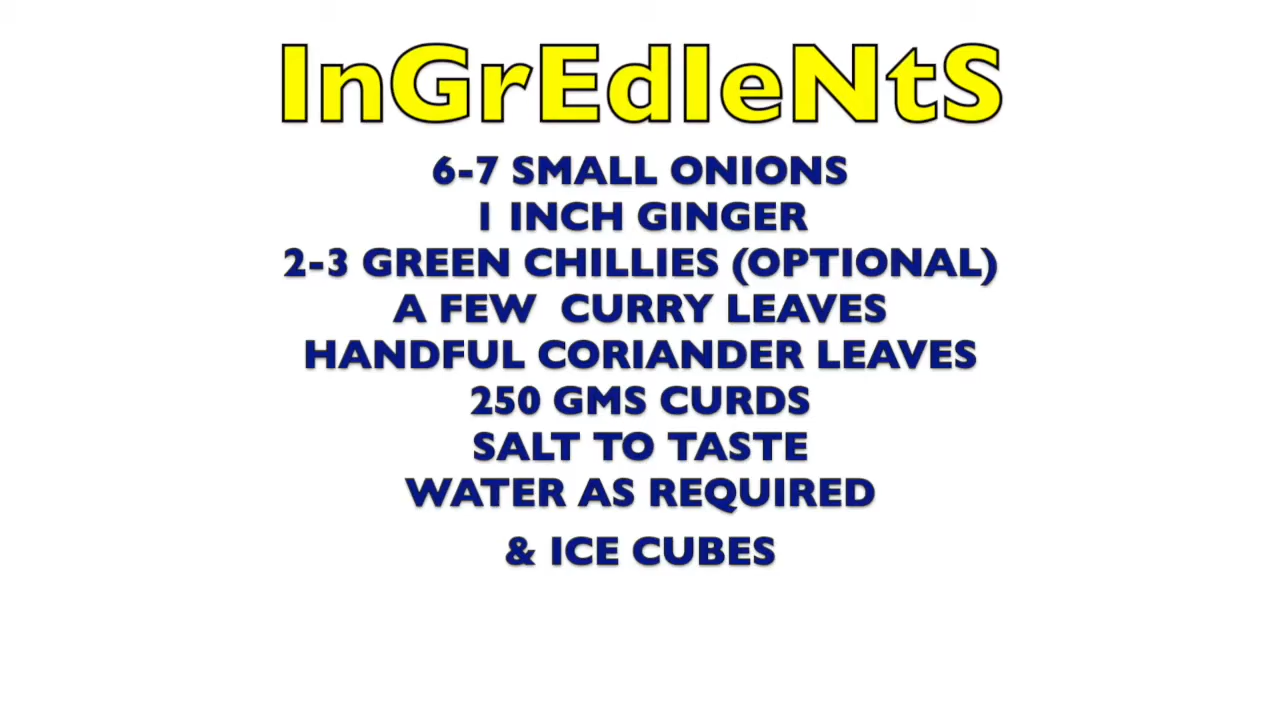 InGrEdIeNtS
6-7 SMALL ONIONS
1 INCH GINGER
2-3 GREEN CHILLIES (OPTIONAL)
A FEW CURRY LEAVES
HANDFUL CORIANDER LEAVES
250 GMS CURDS
SALT TO TASTE
WATER AS REQUIRED
& ICE CUBES